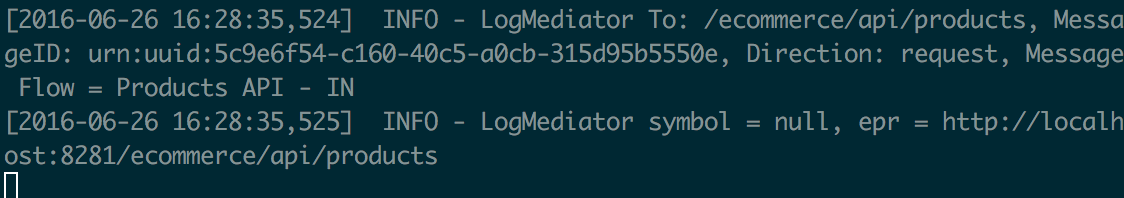 [2016-06-26 16:28:35,524]  INFO - LogMediator To: /ecommerce/api/products, Messa
geID: urn:uuid:5c9e6f54-c160-40c5-a0cb-315d95b5550e, Direction: request, Message
 Flow = Products API - IN
[2016-06-26 16:28:35,525]  INFO - LogMediator symbol = null, epr = http://localh
ost:8281/ecommerce/api/products